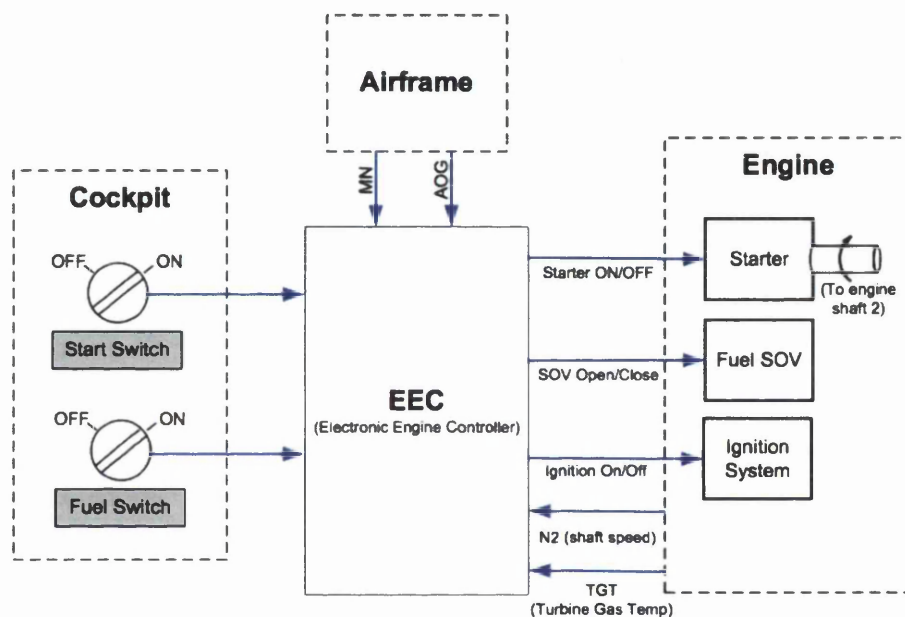 Airframe
MN
AOG
Cockpit
OFF
ON
Start Switch
OFF
ON
Fuel Switch
EEC
(Electronic Engine Controller)
Starter ON/OFF
SOV Open/Close
Ignition On/Off
N2 (shaft speed)
TGT
(Turbine Gas Temp)
Engine
Starter
(To engine
shaft 2)
Fuel SOV
Ignition
System